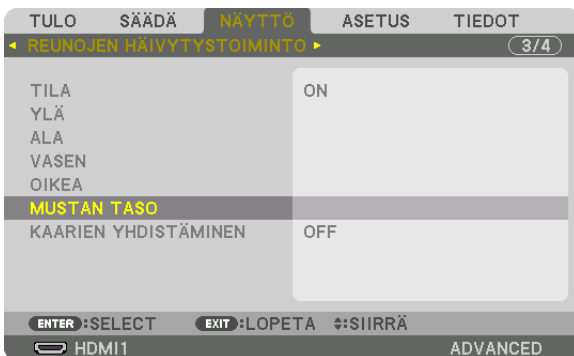 TULO SÄÄDÄ NÄYTTÖ ASETUS TIEDOT
REUNOJEN HÄIVYTYSTOIMINTO 3/4
TILA ON
YLÄ
ALA
VASEN
OIKEA
MUSTAN TASO
KAARIEN YHDISTÄMINEN OFF
ENTER :SELECT EXIT :LOPETA :SIIRRÄ
HDMI1 ADVANCED